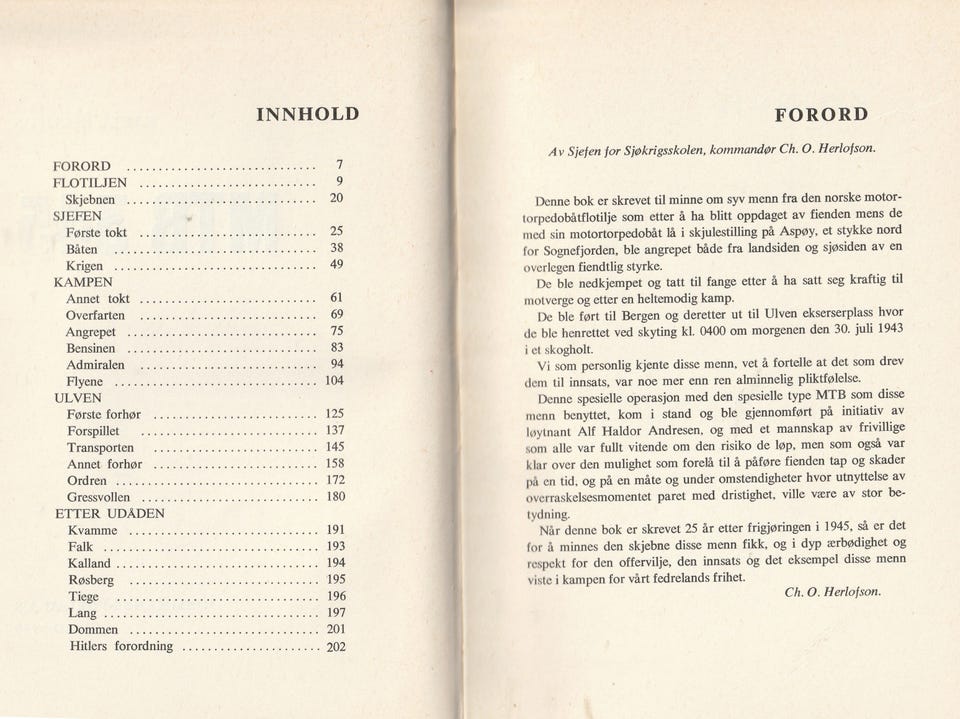 INNHOLD
FORORD .............................. 7
FLOTILJEN ............................ 9
Skjebnen .............................. 20
SJEFEN
Første tokt ............................ 25
Båten ................................ 38
Krigen ................................ 49
KAMPEN
Annet tokt ............................ 61
Overfarten ............................ 69
Angrepet .............................. 75
Bensinen .............................. 83
Admiralen ............................ 94
Flyene ................................ 104
ULVEN
Første forhør .......................... 125
Forspillet ............................ 137
Transporten .......................... 145
Annet forhør .......................... 158
Ordren ................................ 172
Gressvollen ............................ 180
ETTER UDÅDEN
Kvamme .............................. 191
Falk .................................. 193
Kalland ................................ 194
Røsberg .............................. 195
Tiege ................................ 196
Lang .................................. 197
Dommen .............................. 201
Hitlers forordning ...................... 202
FORORD
Av Sjefen for Sjøkrigsskolen, kommandør Ch. O. Herlofson.
Denne bok er skrevet til minne om syv menn fra den norske motor-
torpedobåtflotilje som etter å ha blitt oppdaget av fienden mens de
med sin motortorpedobåt lå i skjulestilling på Aspøy, et stykke nord
for Sognefjorden, ble angrepet både fra landsiden og sjøsiden av en
overlegen fiendtlig styrke.
De ble nedkjempet og tatt til fange etter å ha satt seg kraftig til
motverge og etter en heltemodig kamp.
De ble ført til Bergen og deretter ut til Ulven ekserserplass hvor
de ble henrettet ved skyting kl. 0400 om morgenen den 30. juli 1943
i et skogholt.
Vi som personlig kjente disse menn, vet å fortelle at det som drev
dem til innsats, var noe mer enn ren alminnelig pliktfølelse.
Denne spesielle operasjon med den spesielle type MTB som disse
menn benyttet, kom i stand og ble gjennomført på initiativ av
løytnant Alf Haldor Andresen, og med et mannskap av frivillige
som alle var fullt vitende om den risiko de løp, men som også var
klar over den mulighet som forelå til å påføre fienden tap og skader
på en tid, og på en måte og under omstendigheter hvor utnyttelse av
overraskelsesmomentet paret med dristighet, ville være av stor be-
tydning.
Når denne bok er skrevet 25 år etter frigjøringen i 1945, så er det
for å minnes den skjebne disse menn fikk, og i dyp ærbødighet og
respekt for den offervilje, den innsats og det eksempel disse menn
viste i kampen for vårt fedrelands frihet.
Ch. O. Herlofson.